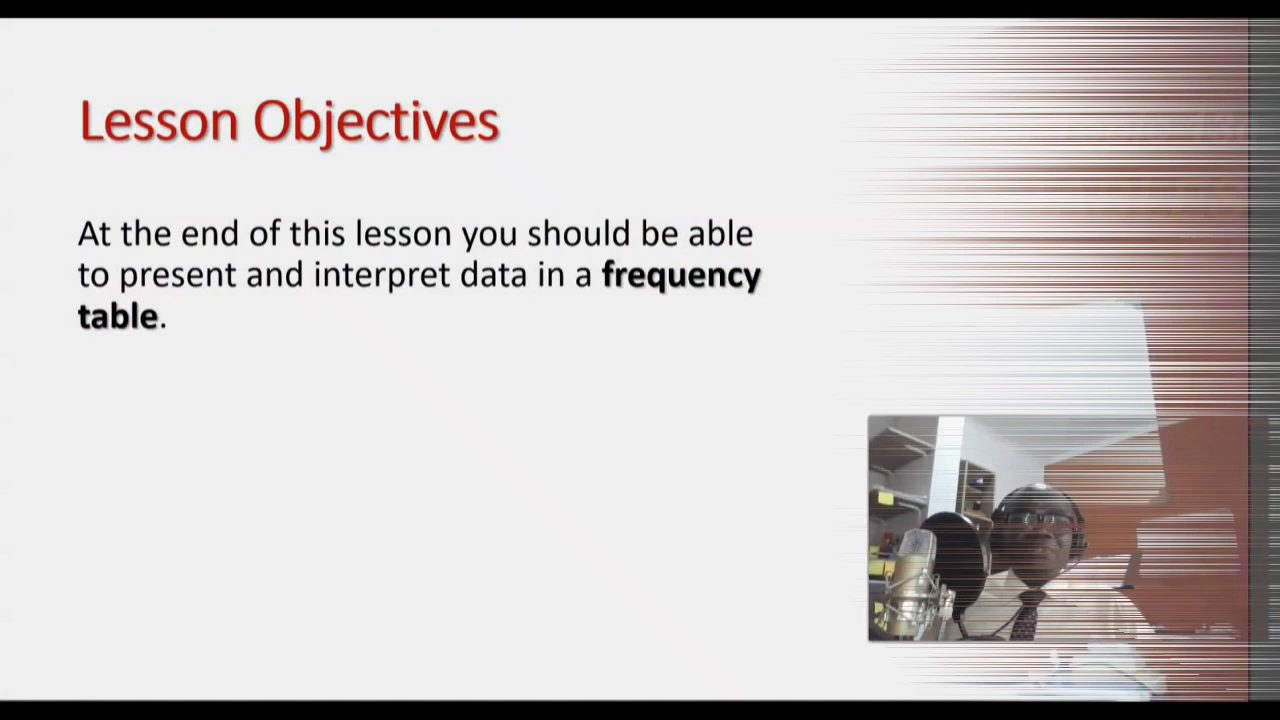 Lesson Objectives
At the end of this lesson you should be able
to present and interpret data in a frequency
table.